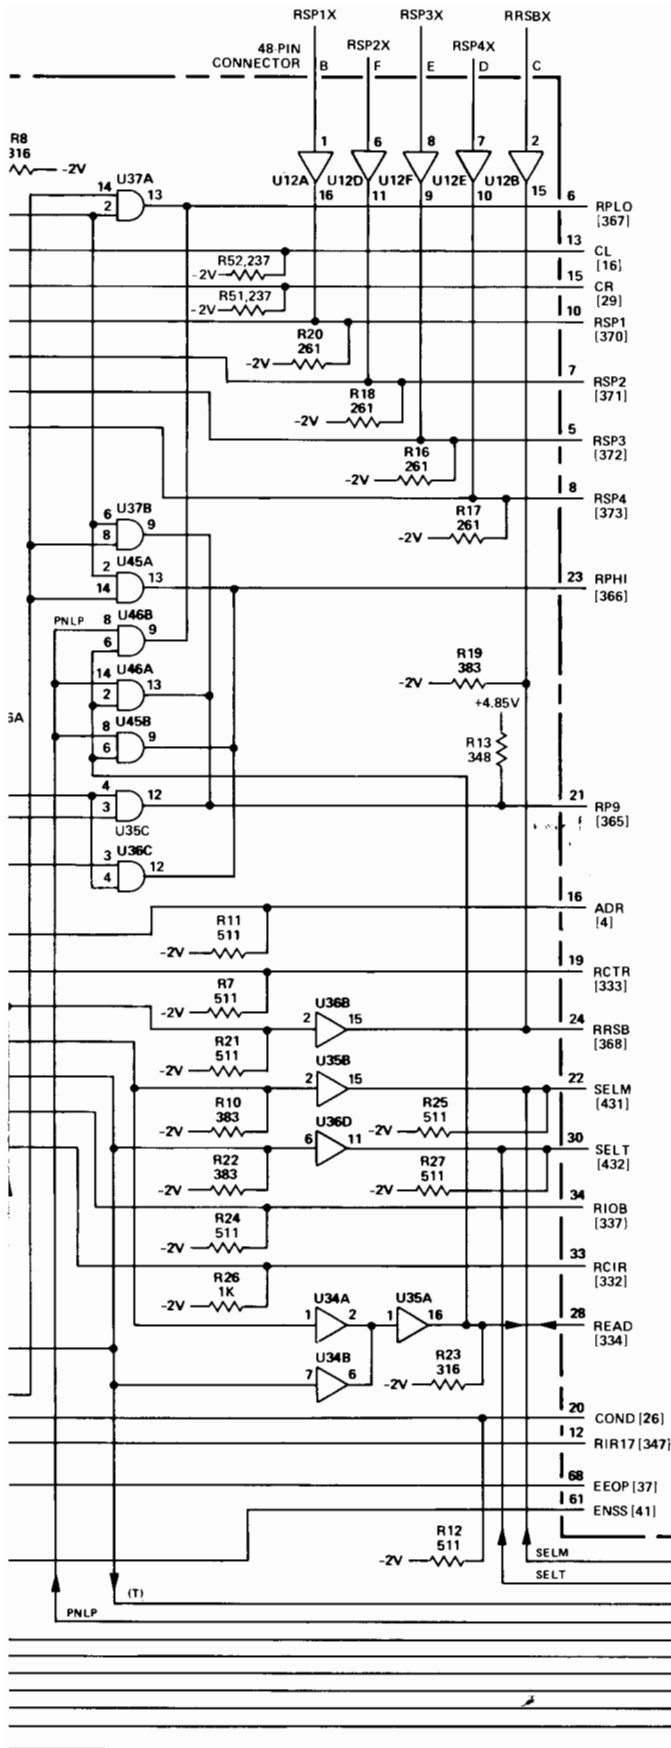 RSP1X
RSP3X
RRSBX
48-PIN
CONNECTOR
RSP2X
RSP4X
B F E D C
R8
316
-2V
1 6 8 7 2
U12A U12D U12F U12E U12B
16 11 9 10 15
U37A
14
2
13
6
RPLO
[367]
13
CL
[16]
R52,237
-2V
15
CR
[29]
R51,237
-2V
10
RSP1
[370]
R20
261
-2V
7
RSP2
[371]
R18
261
-2V
5
RSP3
[372]
R16
261
-2V
8
RSP4
[373]
R17
261
-2V
U37B
6
8
9
U45A
2
14
13
23
RPHI
[366]
U46B
PNLP
8
6
9
U46A
14
2
13
R19
383
-2V
+4.85V
GA
U45B
8
6
9
R13
348
4
3
12
U35C
21
RP9
[365]
U36C
3
4
12
16
ADR
[4]
R11
511
-2V
19
RCTR
[333]
R7
511
-2V
U36B
2 15
24
RRSB
[368]
R21
511
-2V
U35B
2 15
22
SELM
[431]
R10
383
-2V
R25
511
-2V
U36D
6 11
30
SELT
[432]
R22
383
-2V
R27
511
-2V
34
RIOB
[337]
R24
511
-2V
33
RCIR
[332]
R26
1K
-2V
U34A
1 2
U35A
1 16
28
READ
[334]
U34B
7 6
R23
316
-2V
20
COND [26]
12
RIR17 [347]
68
EEOP [37]
61
ENSS [41]
R12
511
-2V
SELM
SELT
(T)
PNLP